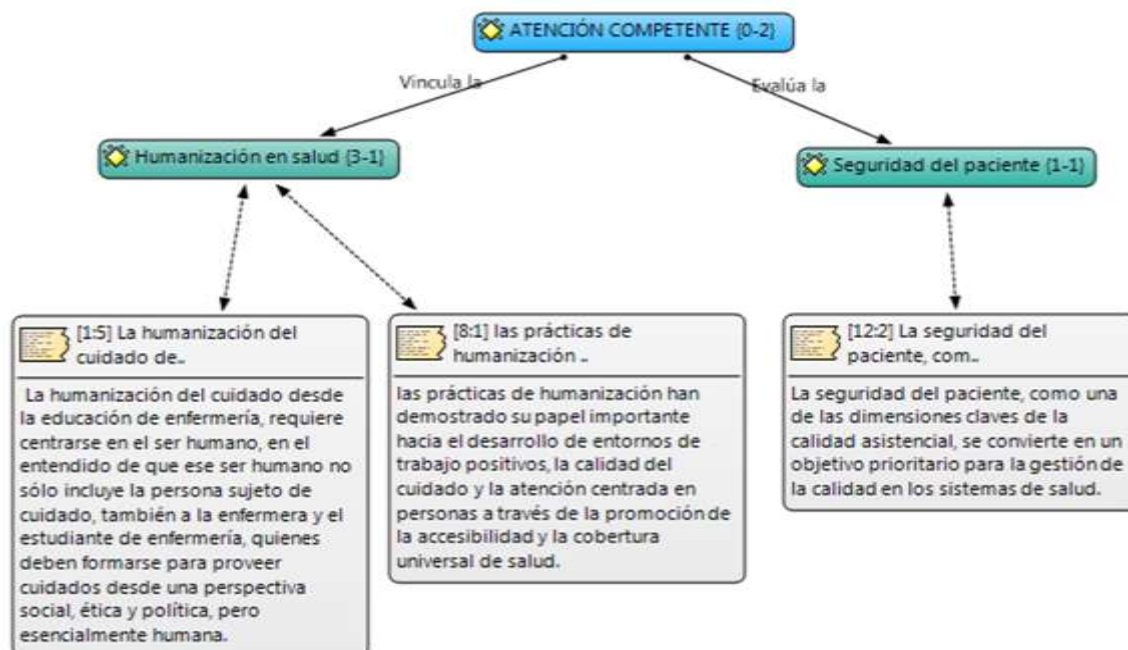 ATENCIÓN COMPETENTE {0-2}
Vincula la
Evalúa la
Humanización en salud {3-1}
Seguridad del paciente {1-1}
[1:5] La humanización del
cuidado de..
La humanización del cuidado desde
la educación de enfermería, requiere
centrarse en el ser humano, en el
entendido de que ese ser humano no
sólo incluye la persona sujeto de
cuidado, también a la enfermera y el
estudiante de enfermería, quienes
deben formarse para proveer
cuidados desde una perspectiva
social, ética y política, pero
esencialmente humana.
[8:1] las prácticas de
humanización ..
las prácticas de humanización han
demostrado su papel importante
hacia el desarrollo de entornos de
trabajo positivos, la calidad del
cuidado y la atención centrada en
personas a través de la promoción de
la accesibilidad y la cobertura
universal de salud.
[12:2] La seguridad del
paciente, com..
La seguridad del paciente, como una
de las dimensiones claves de la
calidad asistencial, se convierte en un
objetivo prioritario para la gestión de
la calidad en los sistemas de salud.